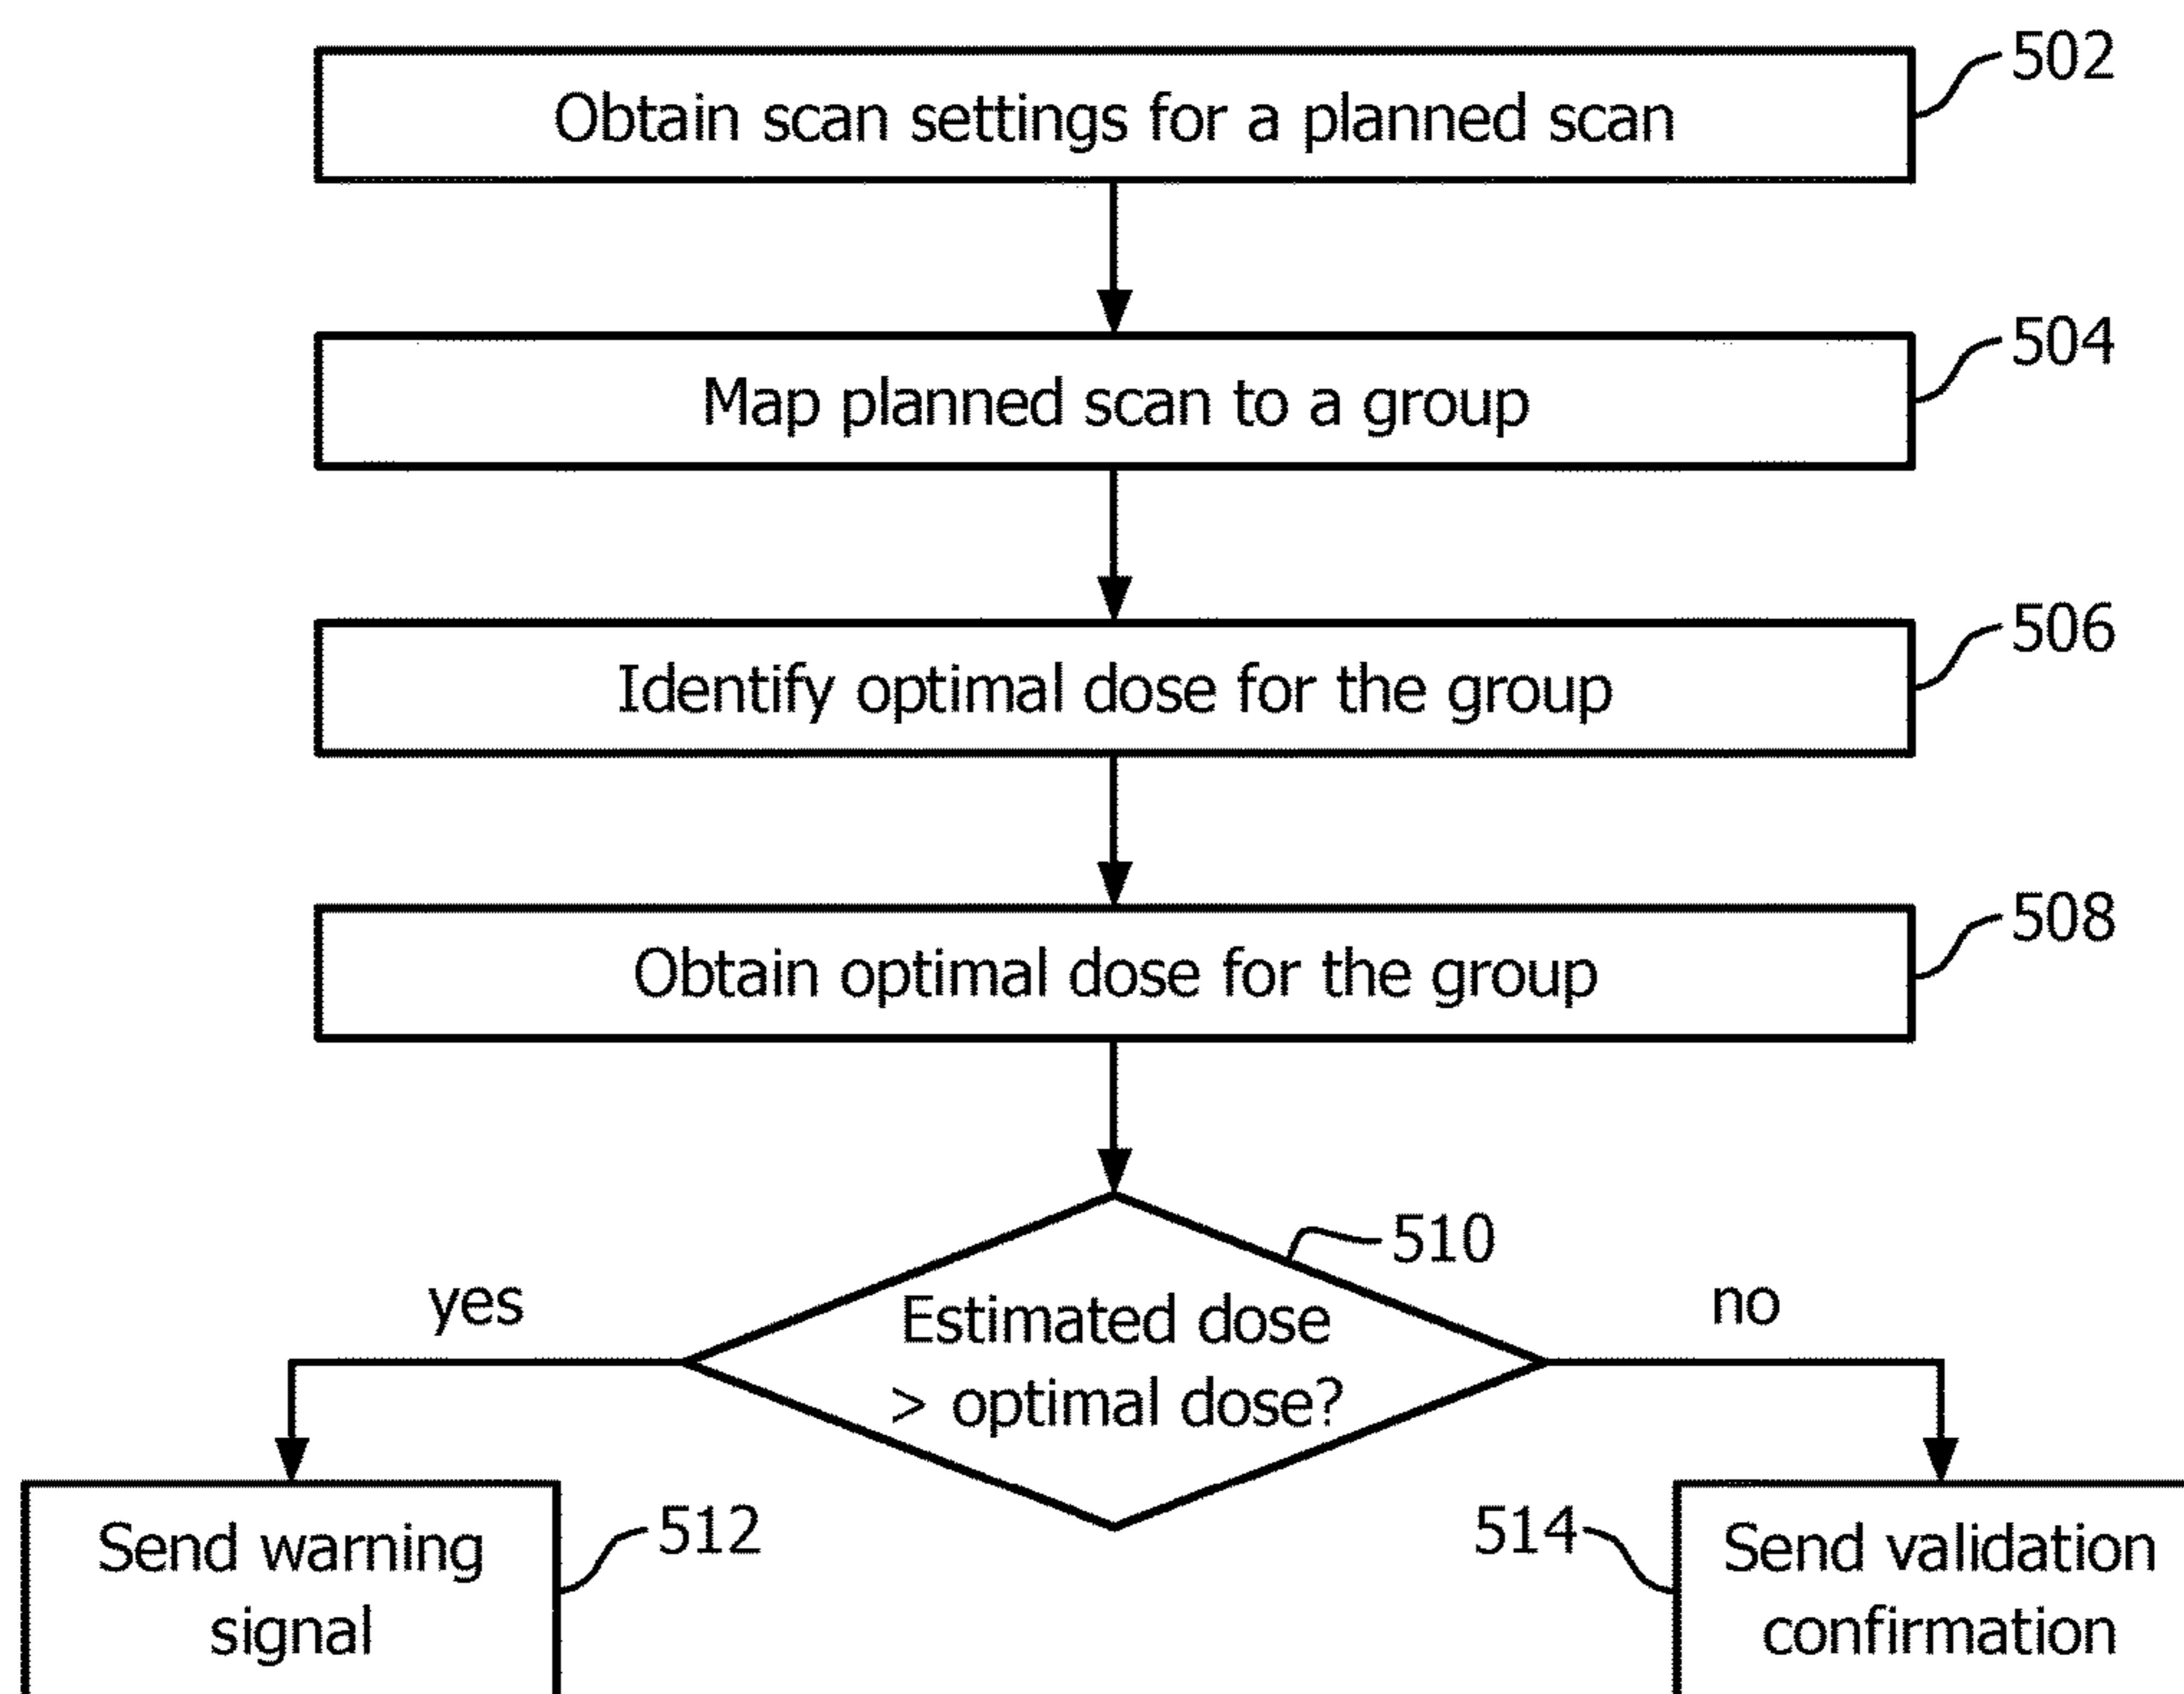 Obtain scan settings for a planned scan
502
Map planned scan to a group
504
Identify optimal dose for the group
506
Obtain optimal dose for the group
508
510
Estimated dose
> optimal dose?
yes
no
Send warning
signal
512
514
Send validation
confirmation